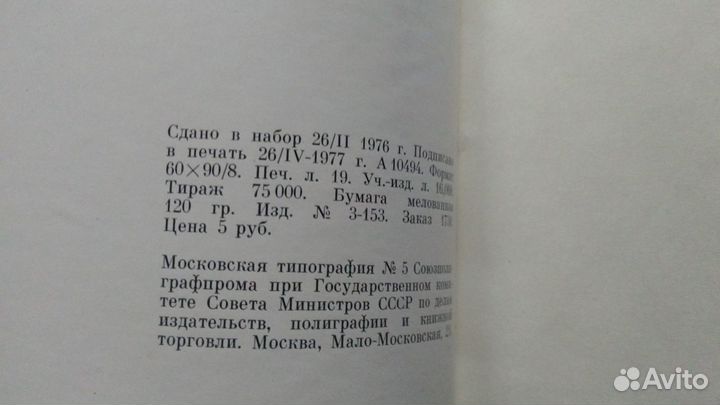 Сдано в набор 26/II 1976 г. Подписано
в печать 26/IV-1977 г. А 10494. Формат
60×90/8. Печ. л. 19. Уч.-изд. л.
Тираж 75 000. Бумага мелованная
120 гр. Изд. № 3-153. Заказ
Цена 5 руб.
Московская типография № 5 Союзполи-
графпрома при Государственном коми-
тете Совета Министров СССР по делам
издательств, полиграфии и книжной
торговли. Москва, Мало-Московская,
Avito